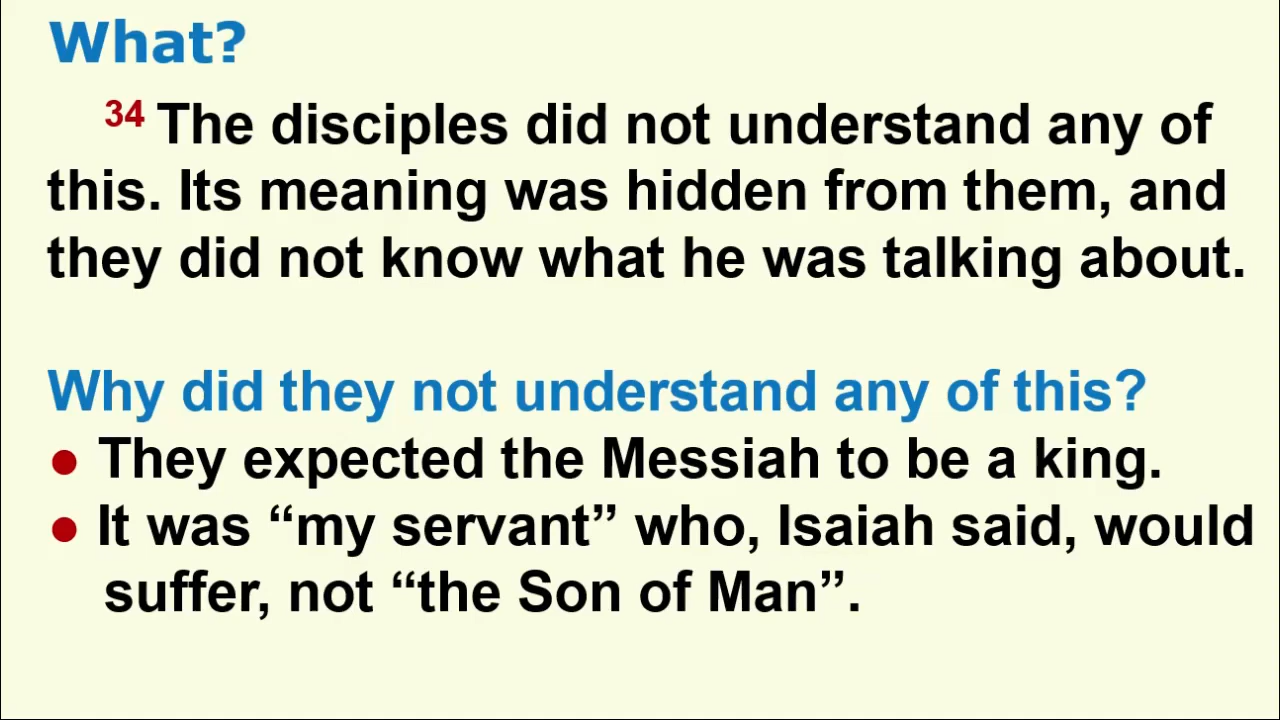 What?
34 The disciples did not understand any of
this. Its meaning was hidden from them, and
they did not know what he was talking about.
Why did they not understand any of this?
● They expected the Messiah to be a king.
● It was “my servant” who, Isaiah said, would
suffer, not “the Son of Man”.